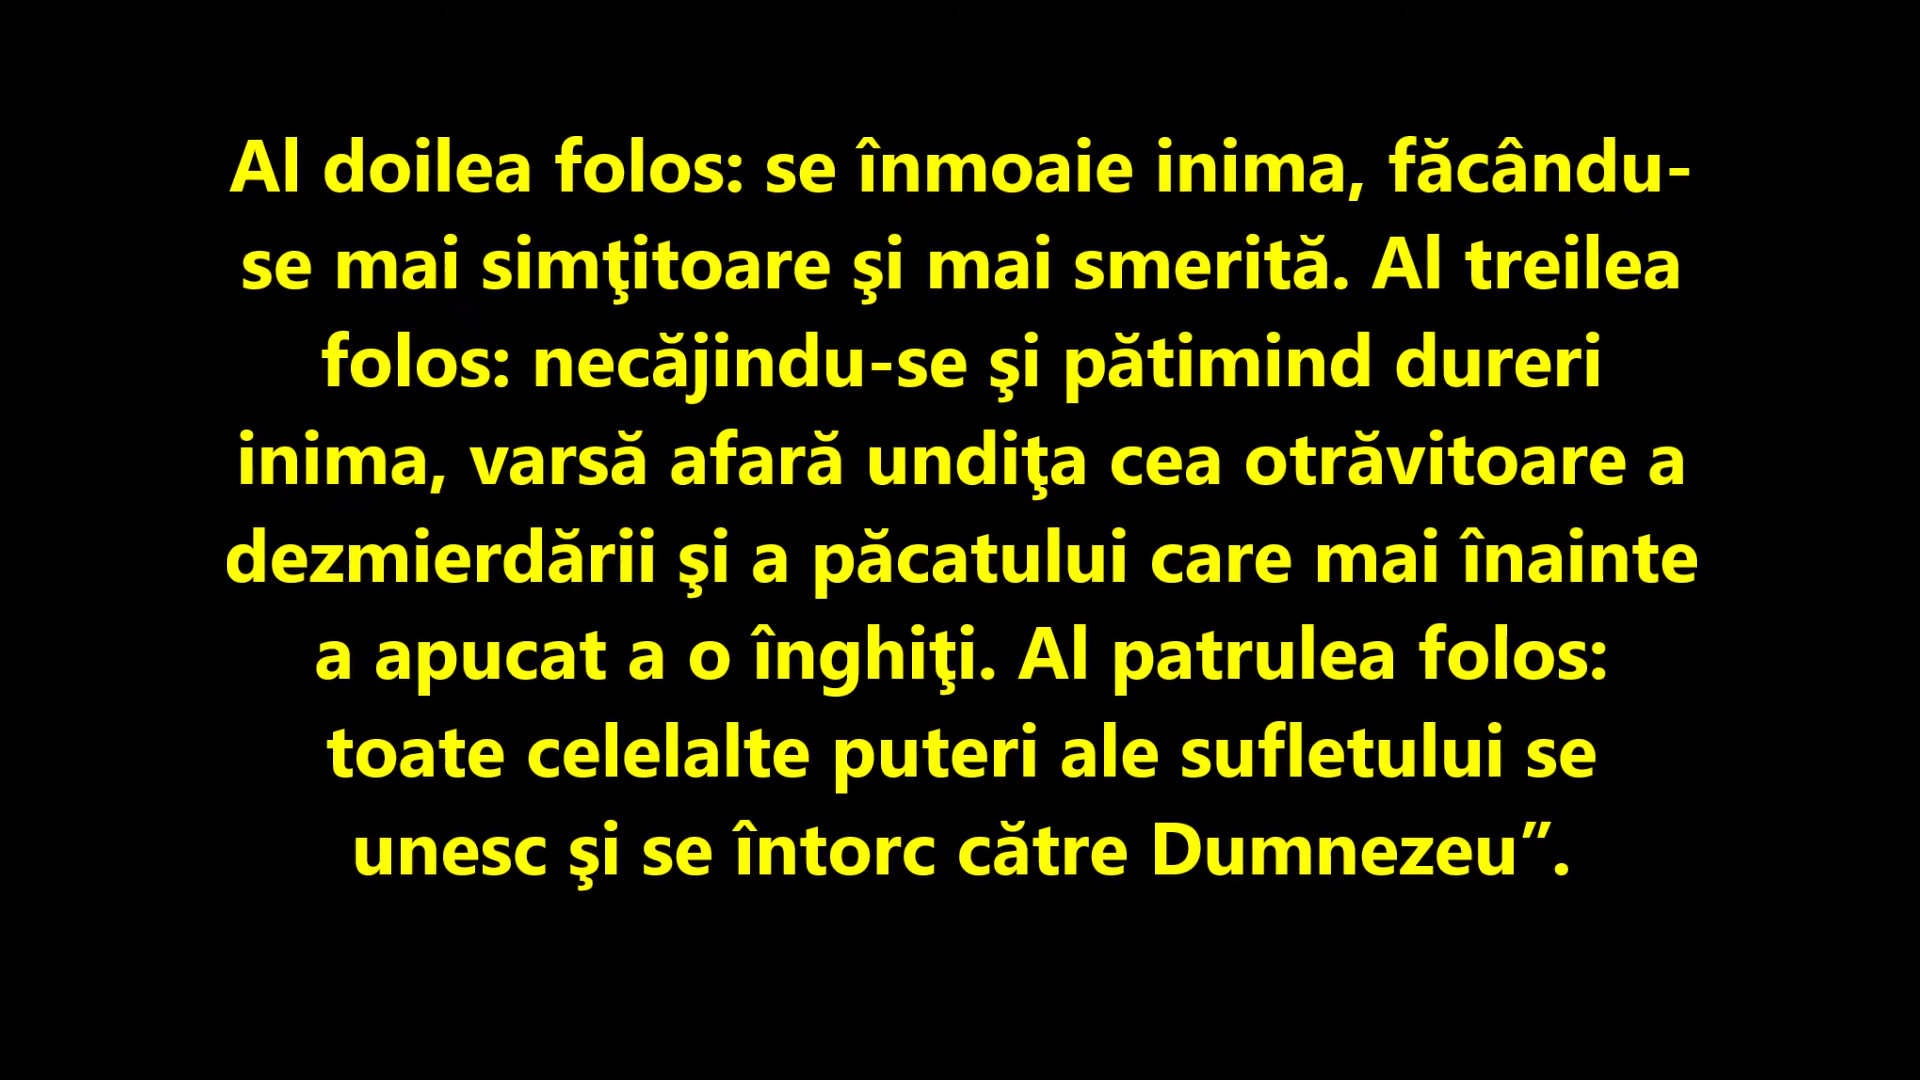 Al doilea folos: se înmoaie inima, făcându-
se mai simţitoare şi mai smerită. Al treilea
folos: necăjindu-se şi pătimind dureri
inima, varsă afară undiţa cea otrăvitoare a
dezmierdării şi a păcatului care mai înainte
a apucat a o înghiţi. Al patrulea folos:
toate celelalte puteri ale sufletului se
unesc şi se întorc către Dumnezeu”.